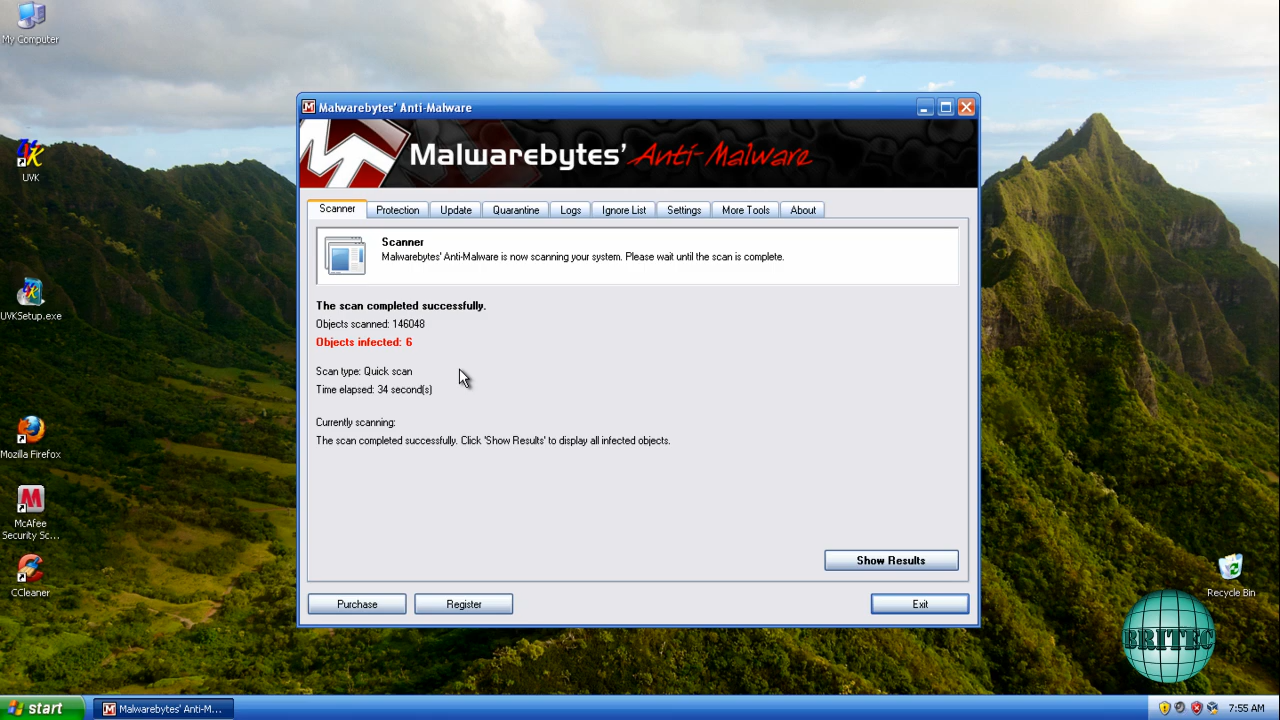 My Computer
UVK
UVKSetup.exe
Mozilla Firefox
McAfee
Security Sc...
CCleaner
Malwarebytes' Anti-Malware
Malwarebytes' Anti-Malware
Scanner
Protection
Update
Quarantine
Logs
Ignore List
Settings
More Tools
About
Scanner
Malwarebytes' Anti-Malware is now scanning your system. Please wait until the scan is complete.
The scan completed successfully.
Objects scanned: 146048
Objects infected: 6
Scan type: Quick scan
Time elapsed: 34 second(s)
Currently scanning:
The scan completed successfully. Click 'Show Results' to display all infected objects.
Show Results
Purchase
Register
Exit
Recycle Bin
BRITEC
start
Malwarebytes' Anti-M...
7:55 AM